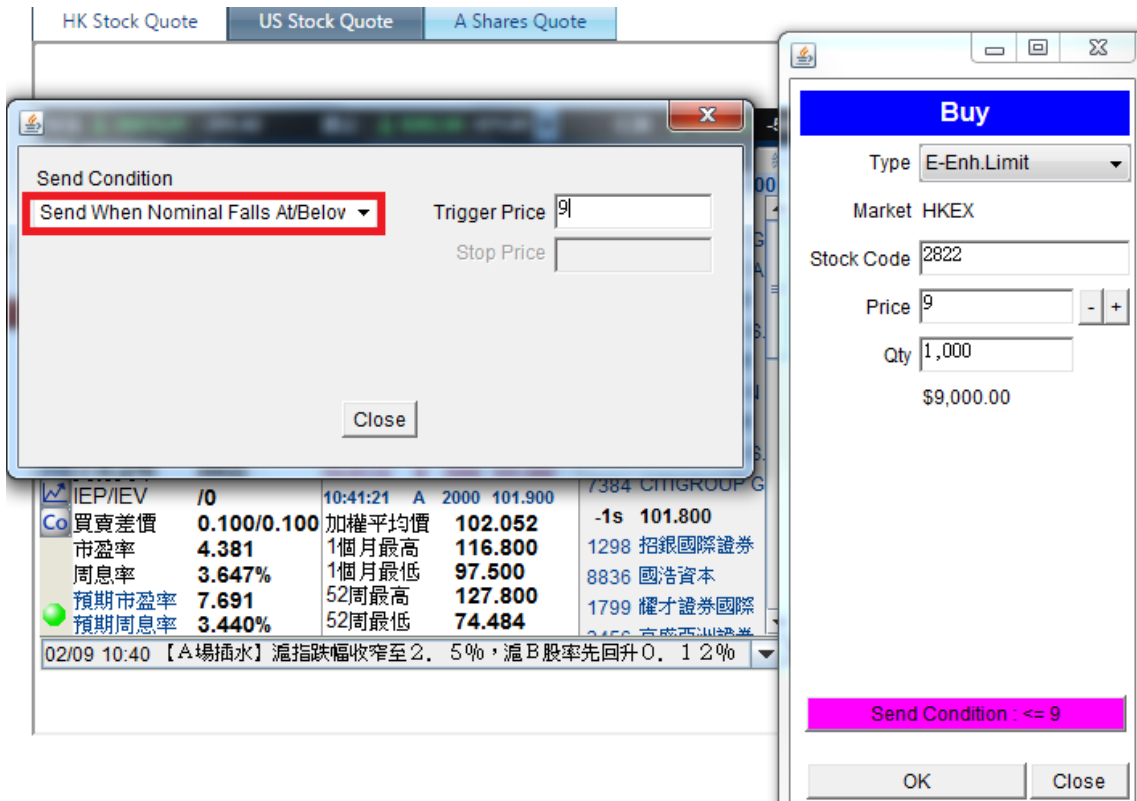 HK Stock Quote
US Stock Quote
A Shares Quote
Send Condition
Send When Nominal Falls At/Below
Trigger Price 9
Stop Price
Close
Buy
Type E-Enh.Limit
Market HKEX
Stock Code 2822
Price 9
- +
Qty 1,000
$9,000.00
Send Condition : <= 9
OK
Close
IEP/IEV /0
10:41:21 A 2000 101.900
7384 CITIGROUP G
Co 買賣差價 0.100/0.100 加權平均價 102.052
-1s 101.800
市盈率 4.381 1個月最高 116.800
1298 招銀國際證券
周息率 3.647% 1個月最低 97.500
8836 國浩資本
預期市盈率 7.691 52周最高 127.800
1799 耀才證券國際
預期周息率 3.440% 52周最低 74.484
02/09 10:40 【A場插水】滬指跌幅收窄至2．5%，滬B股率先回升0．12%